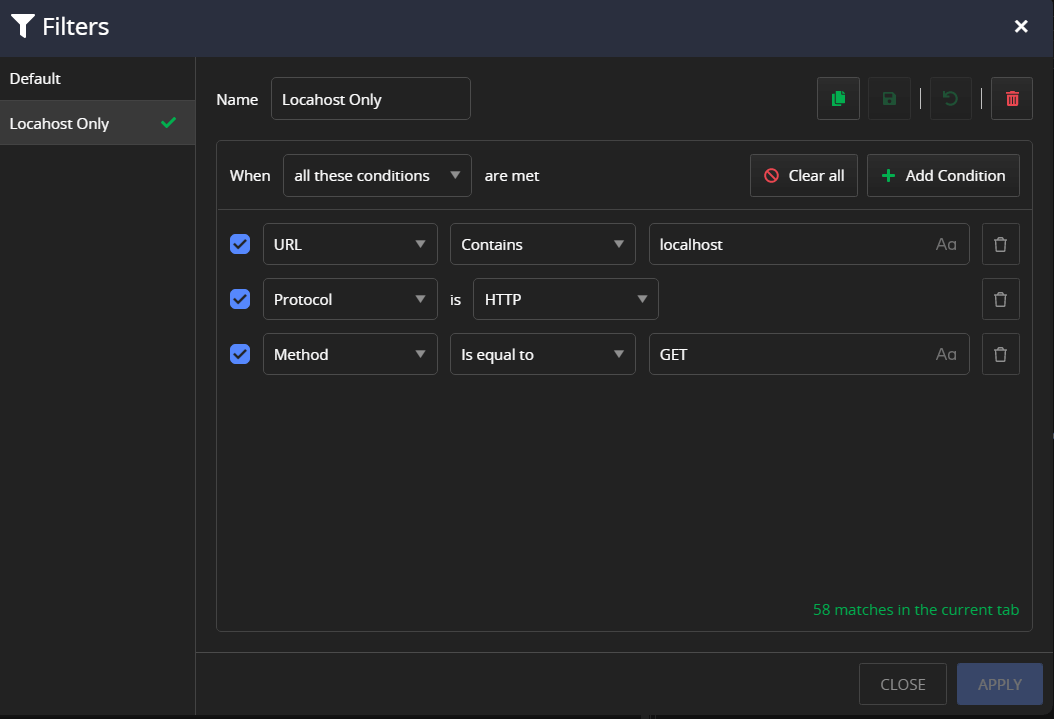 Filters
Default
Locahost Only
Name Locahost Only
When all these conditions are met Clear all Add Condition
URL Contains localhost Aa
Protocol is HTTP
Method Is equal to GET Aa
58 matches in the current tab
CLOSE APPLY